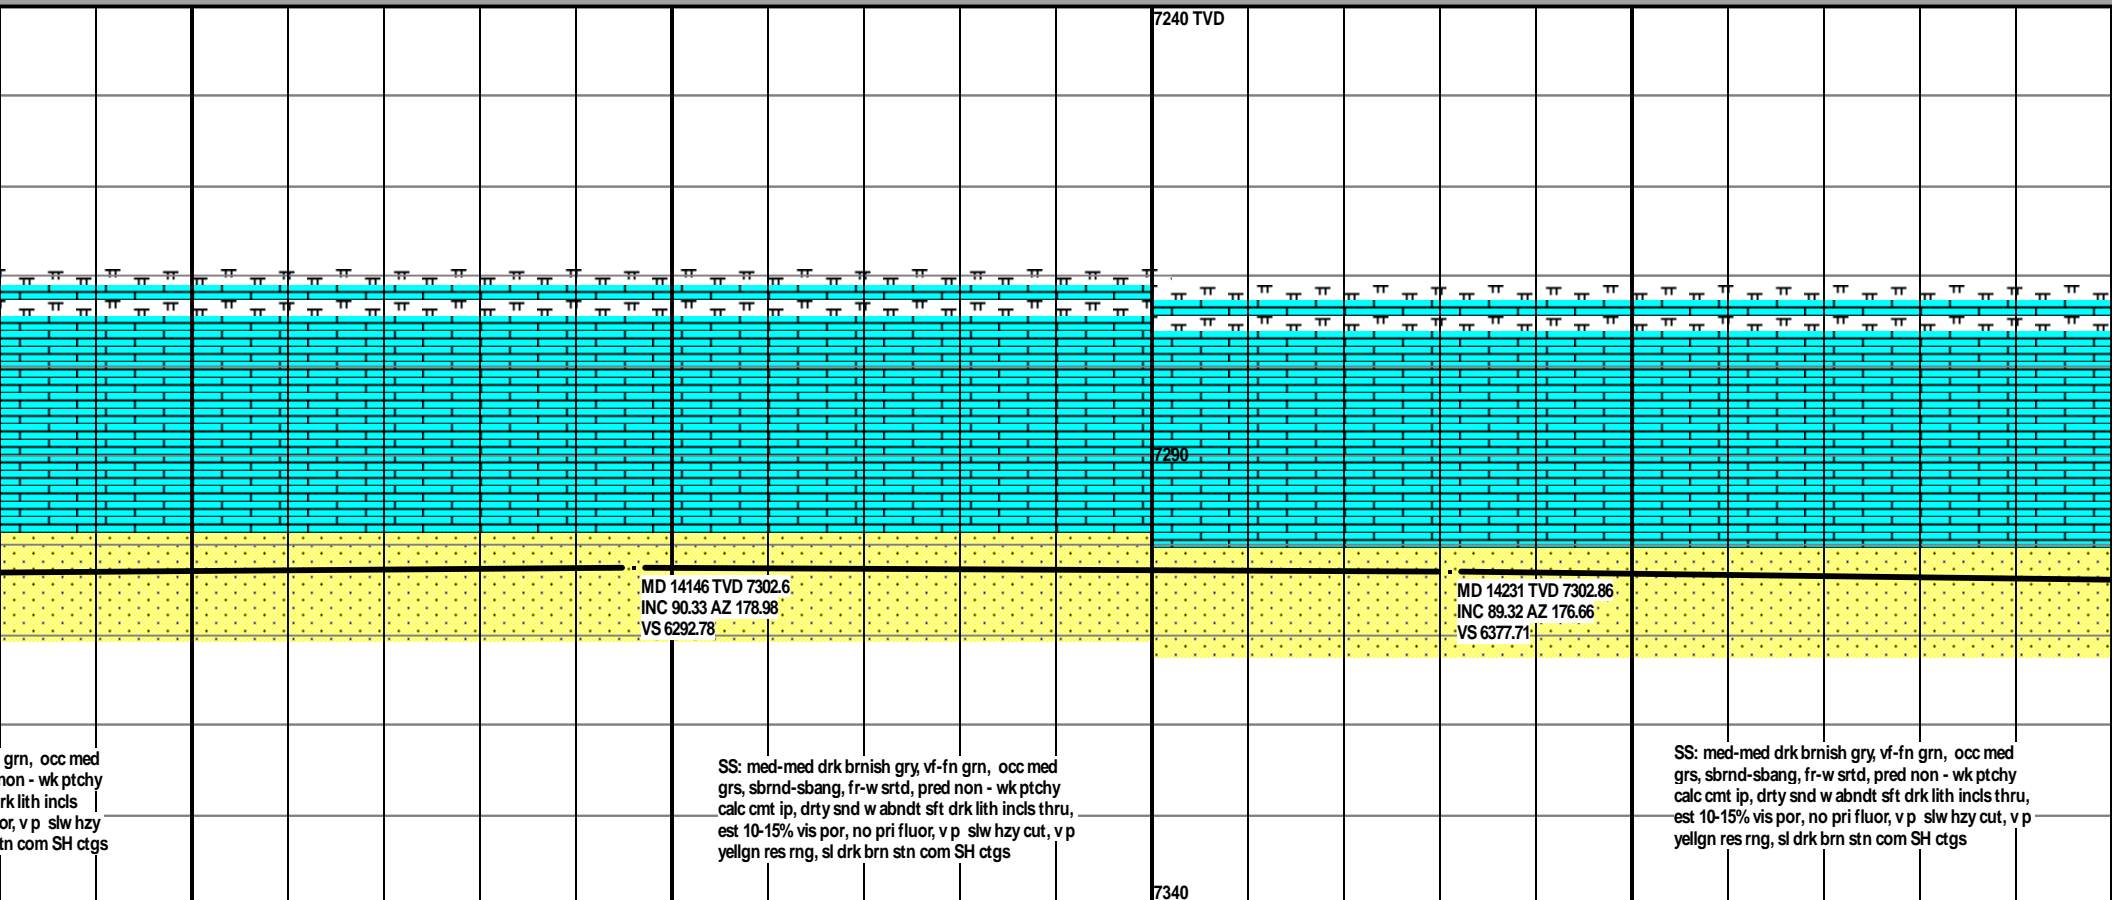 7240 TVD
7290
MD 14146 TVD 7302.6
INC 90.33 AZ 178.98
VS 6292.78
MD 14231 TVD 7302.86
INC 89.32 AZ 176.66
VS 6377.71
grn, occ med
non - wk ptchy
rk lith incls
or, v p slw hzy
tn com SH ctgs
SS: med-med drk brnish gry, vf-fn grn, occ med
grs, sbrnd-sbang, fr-w srtd, pred non - wk ptchy
calc cmt ip, drty snd w abndt sft drk lith incls thru,
est 10-15% vis por, no pri fluor, v p slw hzy cut, v p
yellgn res rng, sl drk brn stn com SH ctgs
SS: med-med drk brnish gry, vf-fn grn, occ med
grs, sbrnd-sbang, fr-w srtd, pred non - wk ptchy
calc cmt ip, drty snd w abndt sft drk lith incls thru,
est 10-15% vis por, no pri fluor, v p slw hzy cut, v p
yellgn res rng, sl drk brn stn com SH ctgs
7340